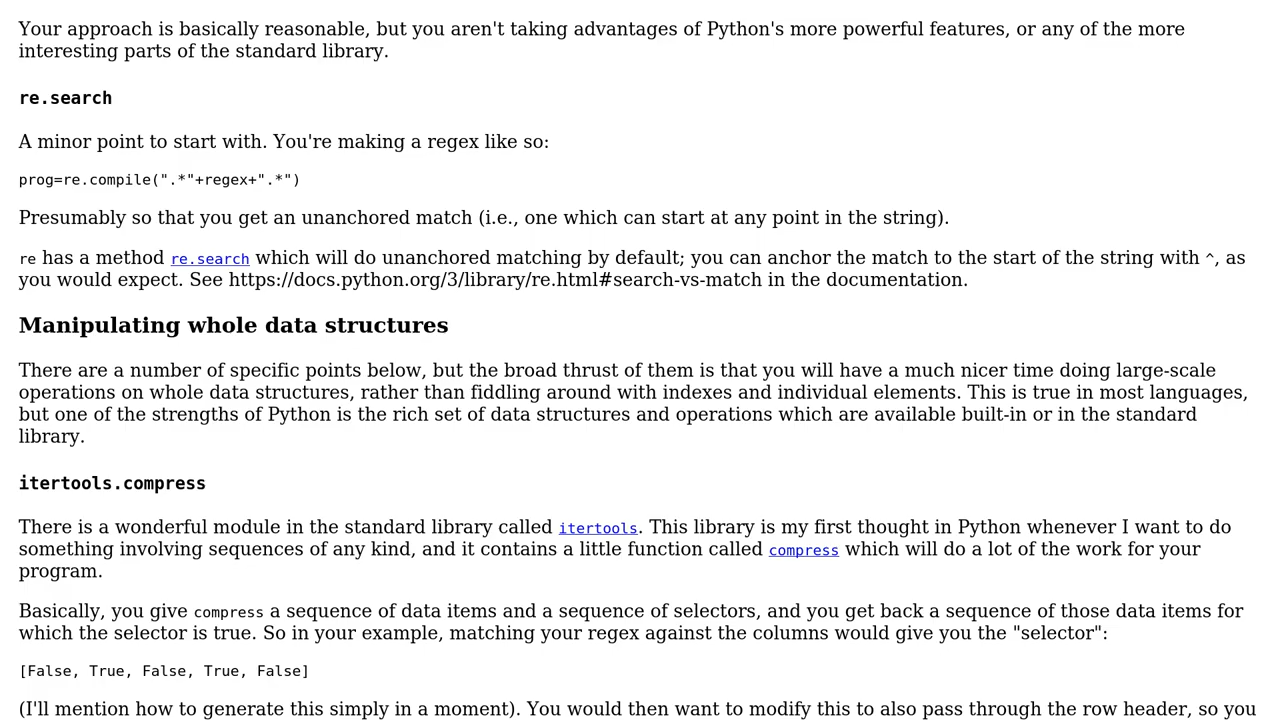 Your approach is basically reasonable, but you aren't taking advantages of Python's more powerful features, or any of the more
interesting parts of the standard library.
re.search
A minor point to start with. You're making a regex like so:
prog=re.compile(".*"+regex+".*")
Presumably so that you get an unanchored match (i.e., one which can start at any point in the string).
re has a method re.search which will do unanchored matching by default; you can anchor the match to the start of the string with ^, as
you would expect. See https://docs.python.org/3/library/re.html#search-vs-match in the documentation.
Manipulating whole data structures
There are a number of specific points below, but the broad thrust of them is that you will have a much nicer time doing large-scale
operations on whole data structures, rather than fiddling around with indexes and individual elements. This is true in most languages,
but one of the strengths of Python is the rich set of data structures and operations which are available built-in or in the standard
library.
itertools.compress
There is a wonderful module in the standard library called itertools. This library is my first thought in Python whenever I want to do
something involving sequences of any kind, and it contains a little function called compress which will do a lot of the work for your
program.
Basically, you give compress a sequence of data items and a sequence of selectors, and you get back a sequence of those data items for
which the selector is true. So in your example, matching your regex against the columns would give you the "selector":
[False, True, False, True, False]
(I'll mention how to generate this simply in a moment). You would then want to modify this to also pass through the row header, so you